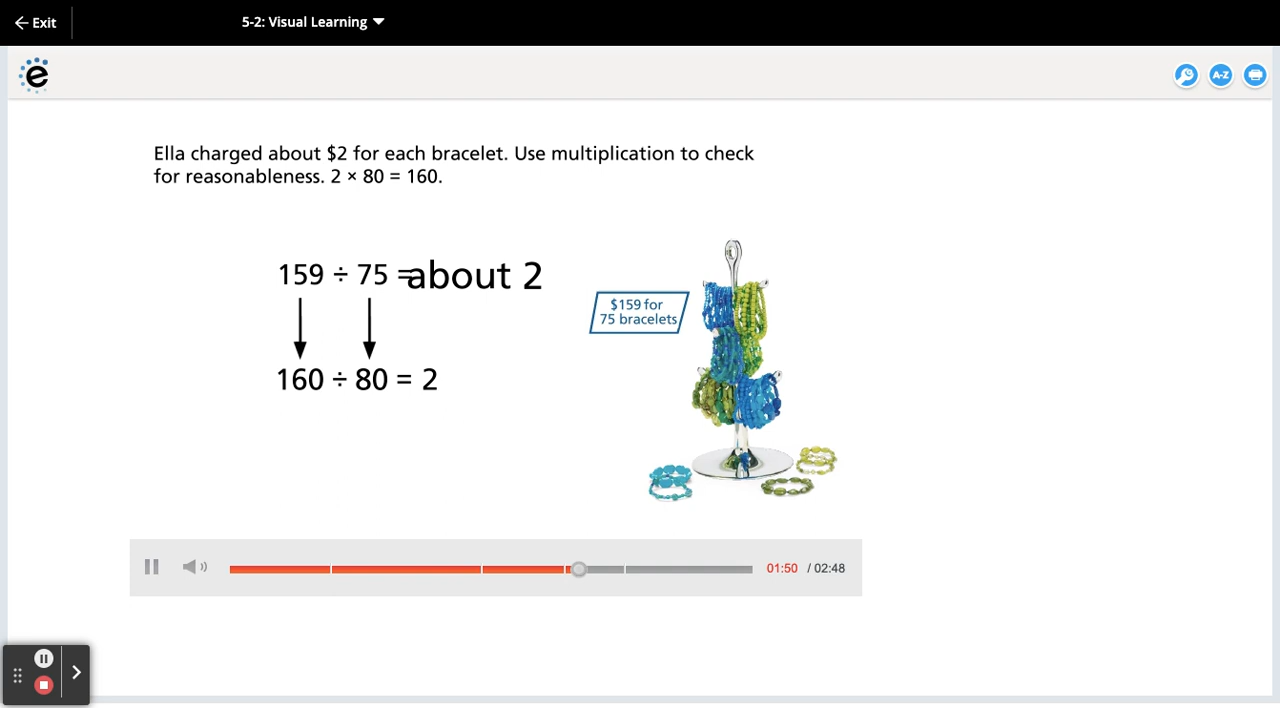 Exit
5-2: Visual Learning
e
A-Z
Ella charged about $2 for each bracelet. Use multiplication to check
for reasonableness. 2 × 80 = 160.
159 ÷ 75 = about 2
160 ÷ 80 = 2
$159 for
75 bracelets
01:50 / 02:48